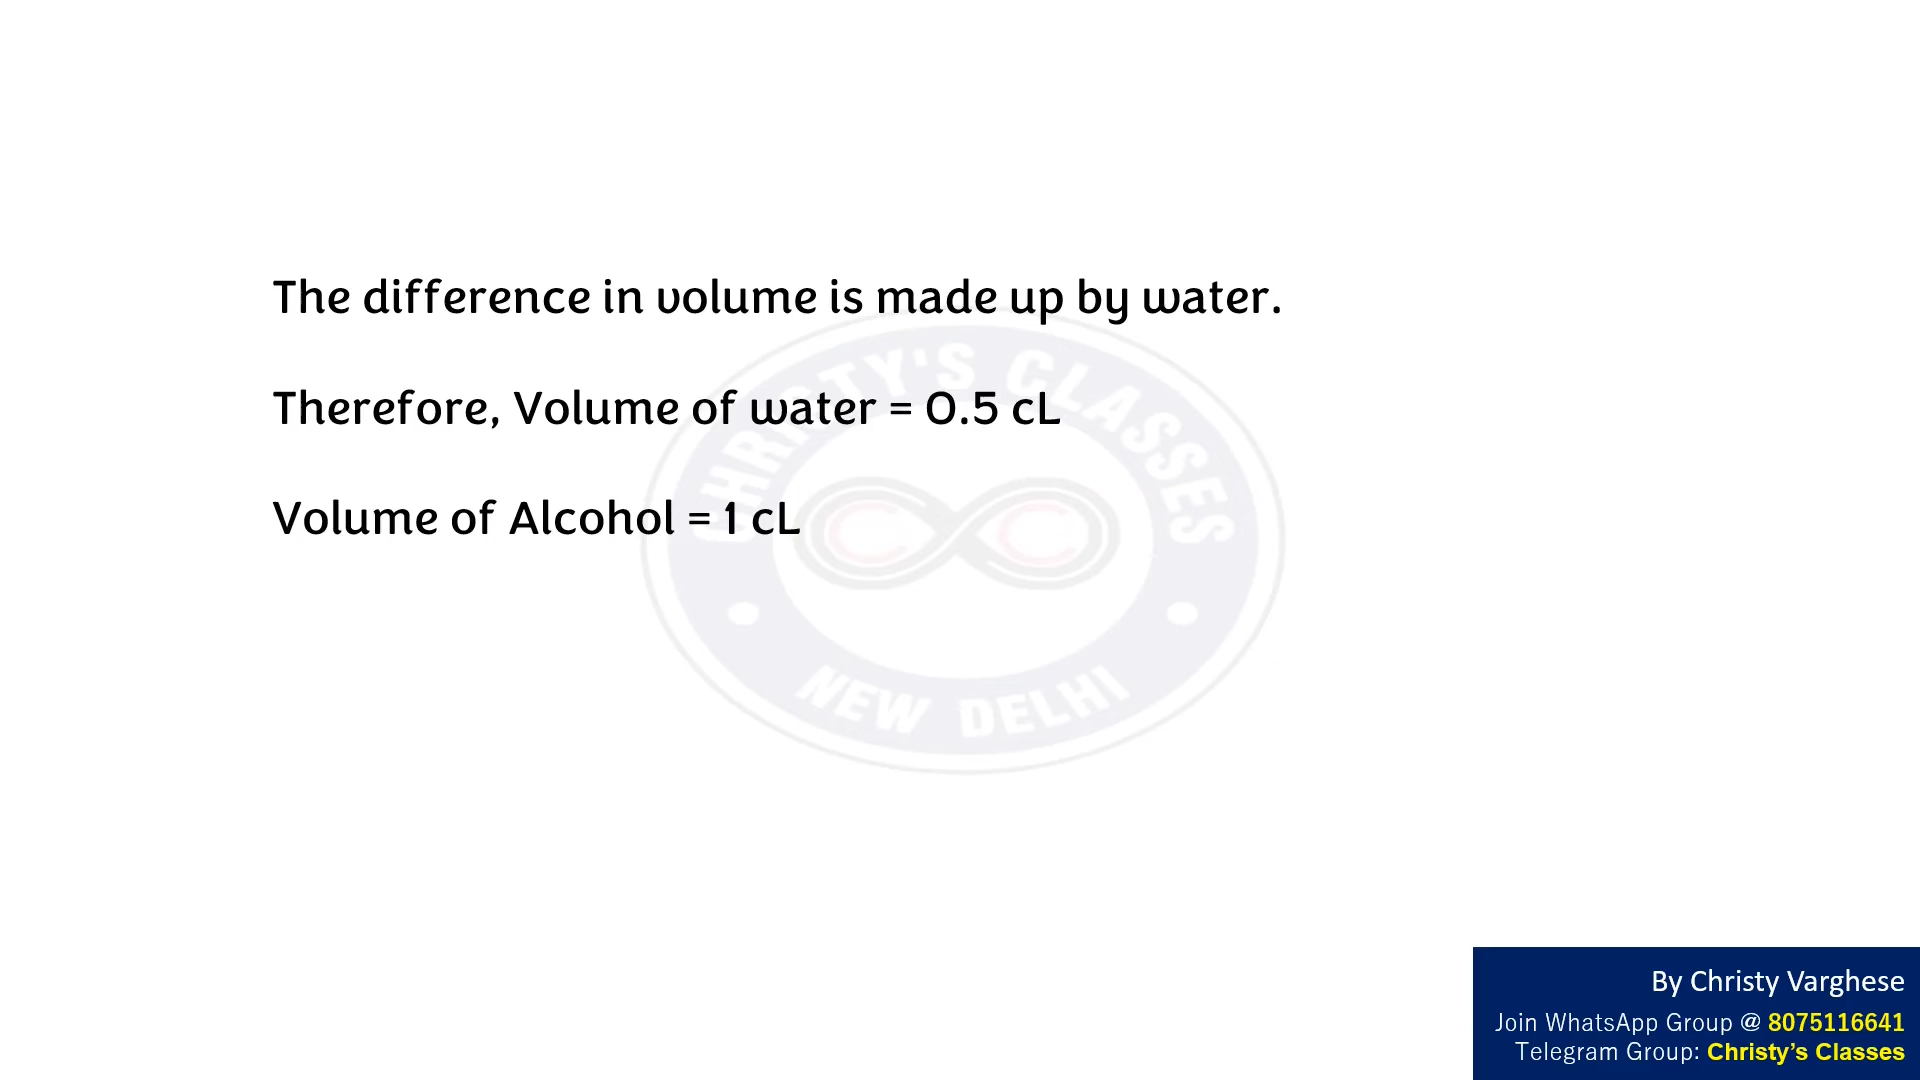 The difference in volume is made up by water.
CHRISTY'S CLASSES
Therefore, Volume of water = 0.5 cL
Volume of Alcohol = 1 cL
NEW DELHI
By Christy Varghese
Join WhatsApp Group @ 8075116641
Telegram Group: Christy's Classes